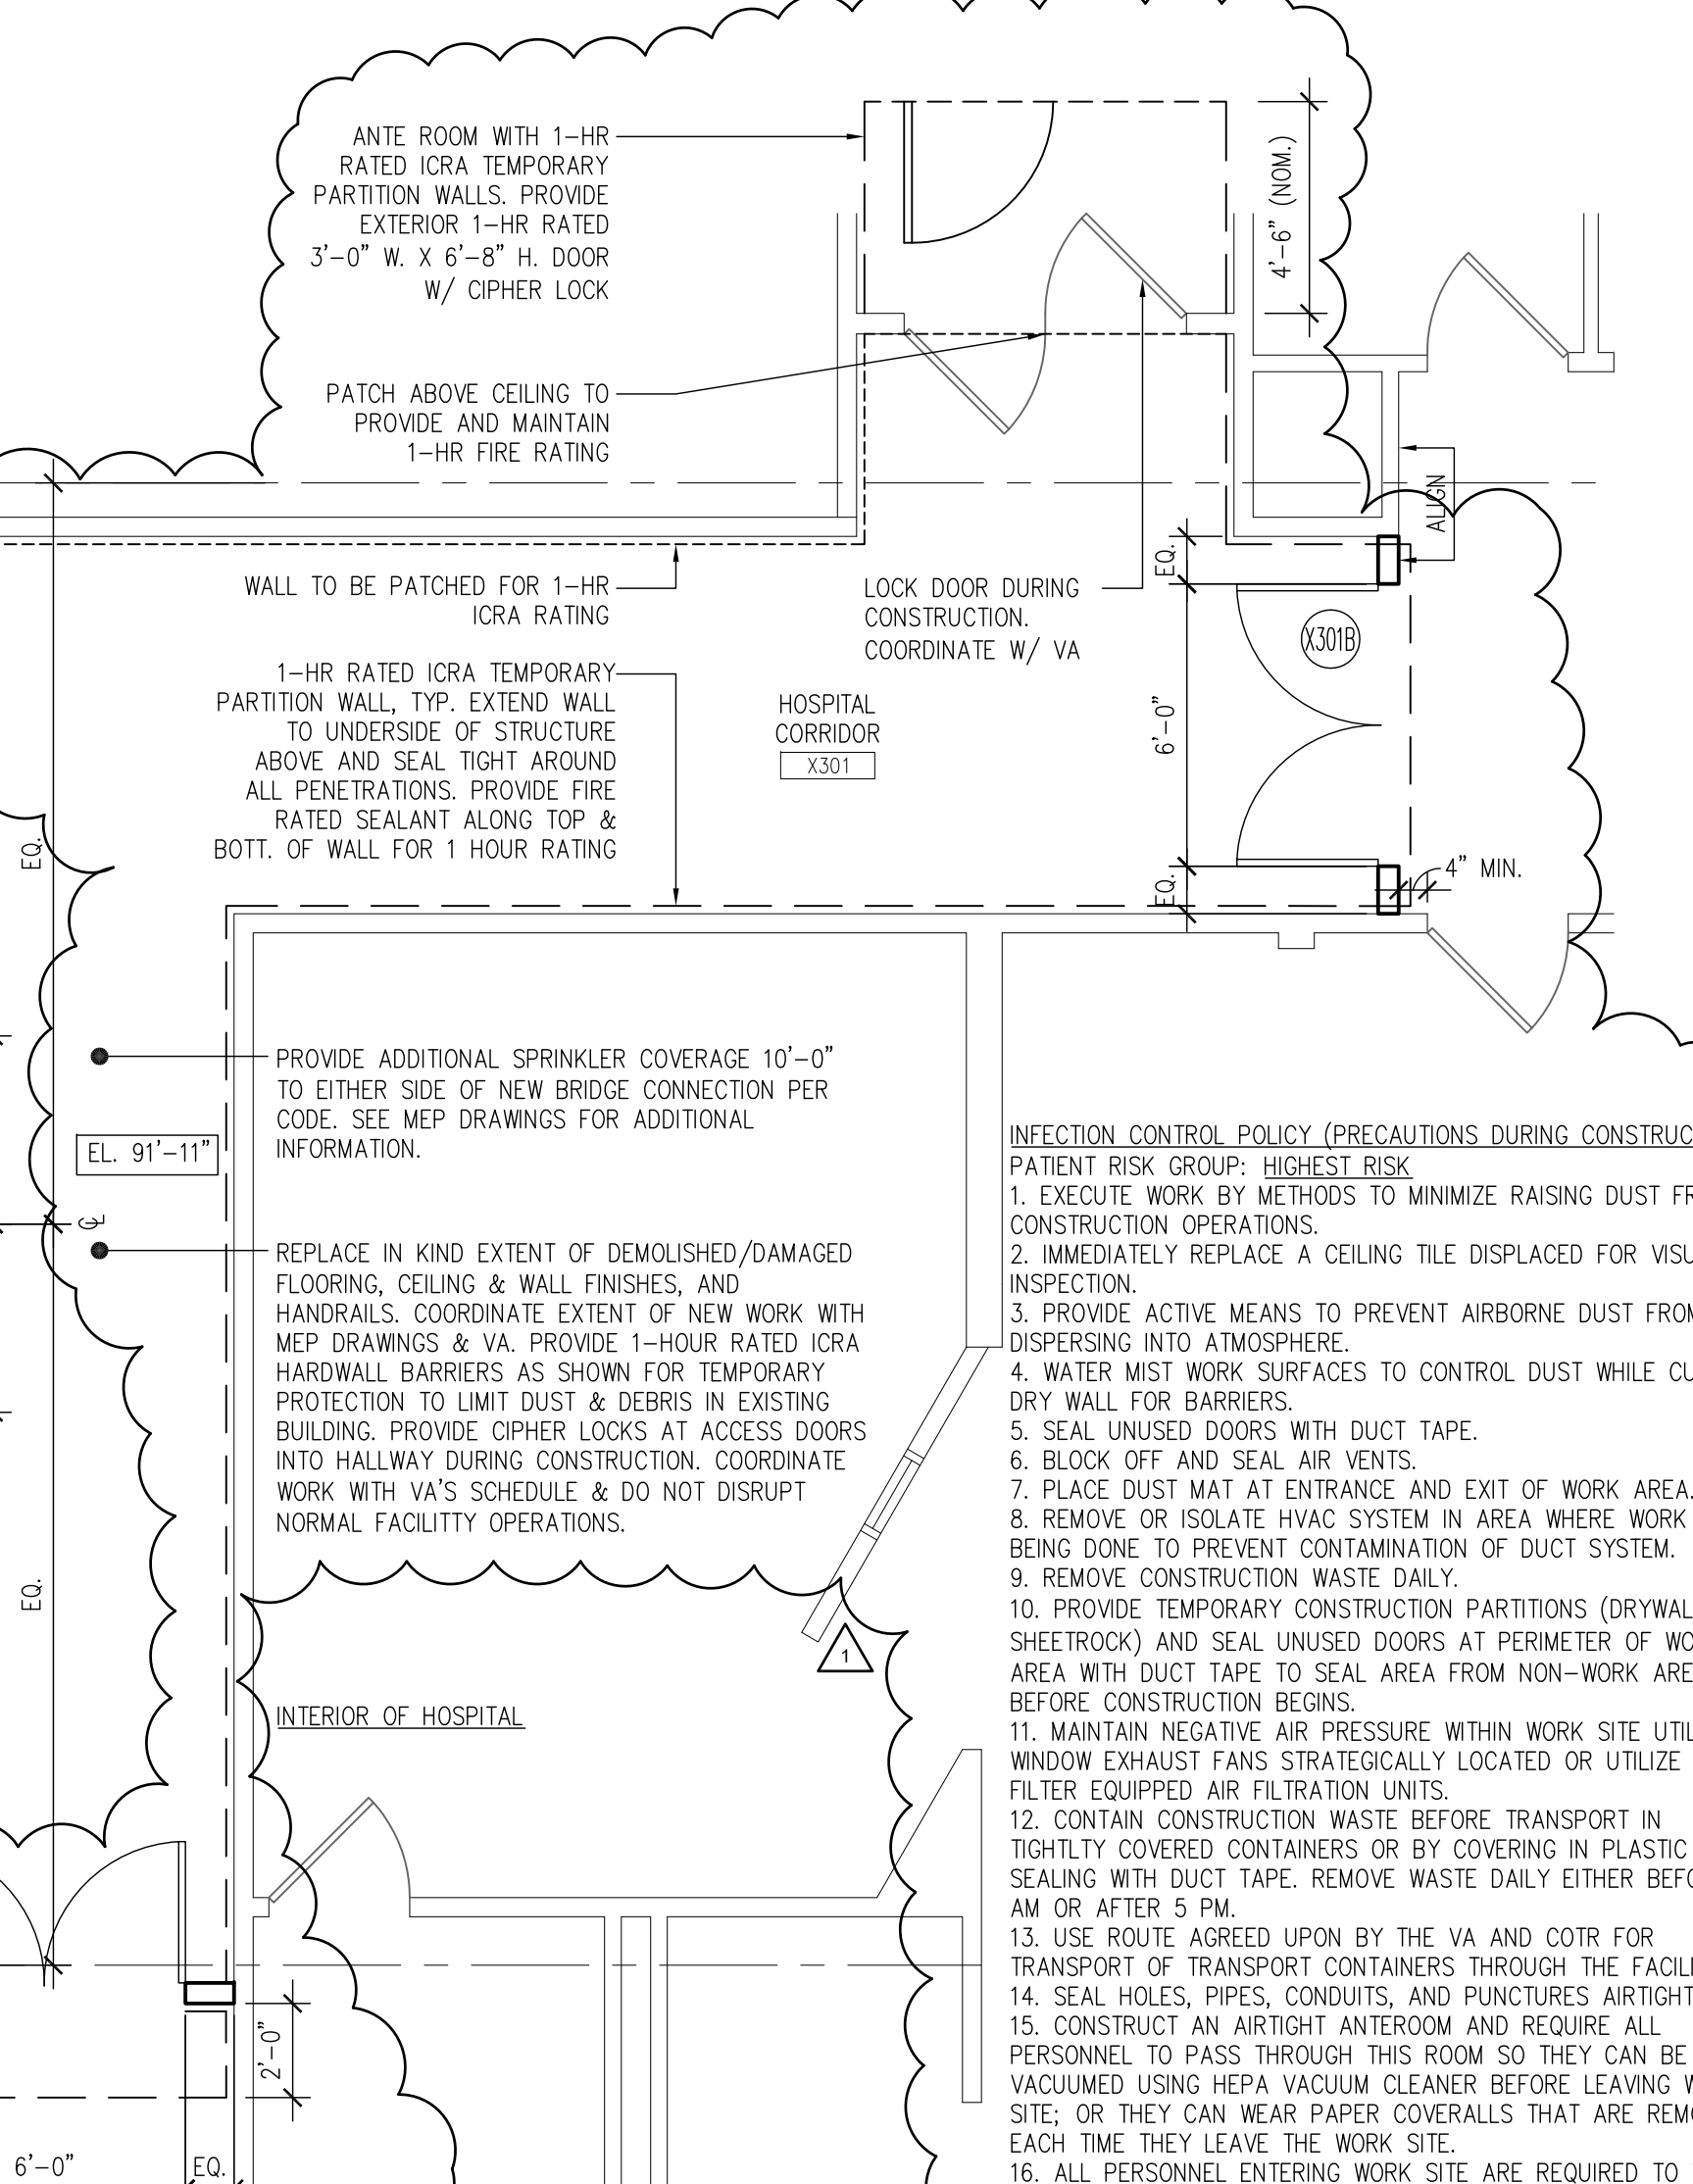 ANTE ROOM WITH 1-HR
RATED ICRA TEMPORARY
PARTITION WALLS. PROVIDE
EXTERIOR 1-HR RATED
3'-0" W. X 6'-8" H. DOOR
W/ CIPHER LOCK
4'-6" (NOM.)
PATCH ABOVE CEILING TO
PROVIDE AND MAINTAIN
1-HR FIRE RATING
ALIGN
WALL TO BE PATCHED FOR 1-HR
ICRA RATING
LOCK DOOR DURING
CONSTRUCTION.
COORDINATE W/ VA
EQ.
X301B
1-HR RATED ICRA TEMPORARY
PARTITION WALL, TYP. EXTEND WALL
TO UNDERSIDE OF STRUCTURE
ABOVE AND SEAL TIGHT AROUND
ALL PENETRATIONS. PROVIDE FIRE
RATED SEALANT ALONG TOP &
BOTT. OF WALL FOR 1 HOUR RATING
HOSPITAL
CORRIDOR
X301
6'-0"
EQ.
EQ.
4" MIN.
PROVIDE ADDITIONAL SPRINKLER COVERAGE 10'-0"
TO EITHER SIDE OF NEW BRIDGE CONNECTION PER
CODE. SEE MEP DRAWINGS FOR ADDITIONAL
INFORMATION.
EL. 91'-11"
CL
REPLACE IN KIND EXTENT OF DEMOLISHED/DAMAGED
FLOORING, CEILING & WALL FINISHES, AND
HANDRAILS. COORDINATE EXTENT OF NEW WORK WITH
MEP DRAWINGS & VA. PROVIDE 1-HOUR RATED ICRA
HARDWALL BARRIERS AS SHOWN FOR TEMPORARY
PROTECTION TO LIMIT DUST & DEBRIS IN EXISTING
BUILDING. PROVIDE CIPHER LOCKS AT ACCESS DOORS
INTO HALLWAY DURING CONSTRUCTION. COORDINATE
WORK WITH VA'S SCHEDULE & DO NOT DISRUPT
NORMAL FACILITTY OPERATIONS.
EQ.
1
INTERIOR OF HOSPITAL
2'-0"
6'-0"
EQ.
INFECTION CONTROL POLICY (PRECAUTIONS DURING CONSTRUC
PATIENT RISK GROUP: HIGHEST RISK
1. EXECUTE WORK BY METHODS TO MINIMIZE RAISING DUST FR
CONSTRUCTION OPERATIONS.
2. IMMEDIATELY REPLACE A CEILING TILE DISPLACED FOR VISU
INSPECTION.
3. PROVIDE ACTIVE MEANS TO PREVENT AIRBORNE DUST FROM
DISPERSING INTO ATMOSPHERE.
4. WATER MIST WORK SURFACES TO CONTROL DUST WHILE CU
DRY WALL FOR BARRIERS.
5. SEAL UNUSED DOORS WITH DUCT TAPE.
6. BLOCK OFF AND SEAL AIR VENTS.
7. PLACE DUST MAT AT ENTRANCE AND EXIT OF WORK AREA.
8. REMOVE OR ISOLATE HVAC SYSTEM IN AREA WHERE WORK
BEING DONE TO PREVENT CONTAMINATION OF DUCT SYSTEM.
9. REMOVE CONSTRUCTION WASTE DAILY.
10. PROVIDE TEMPORARY CONSTRUCTION PARTITIONS (DRYWAL
SHEETROCK) AND SEAL UNUSED DOORS AT PERIMETER OF WO
AREA WITH DUCT TAPE TO SEAL AREA FROM NON-WORK ARE
BEFORE CONSTRUCTION BEGINS.
11. MAINTAIN NEGATIVE AIR PRESSURE WITHIN WORK SITE UTIL
WINDOW EXHAUST FANS STRATEGICALLY LOCATED OR UTILIZE
FILTER EQUIPPED AIR FILTRATION UNITS.
12. CONTAIN CONSTRUCTION WASTE BEFORE TRANSPORT IN
TIGHTLTY COVERED CONTAINERS OR BY COVERING IN PLASTIC
SEALING WITH DUCT TAPE. REMOVE WASTE DAILY EITHER BEFO
AM OR AFTER 5 PM.
13. USE ROUTE AGREED UPON BY THE VA AND COTR FOR
TRANSPORT OF TRANSPORT CONTAINERS THROUGH THE FACILI
14. SEAL HOLES, PIPES, CONDUITS, AND PUNCTURES AIRTIGHT
15. CONSTRUCT AN AIRTIGHT ANTEROOM AND REQUIRE ALL
PERSONNEL TO PASS THROUGH THIS ROOM SO THEY CAN BE
VACUUMED USING HEPA VACUUM CLEANER BEFORE LEAVING W
SITE; OR THEY CAN WEAR PAPER COVERALLS THAT ARE REMO
EACH TIME THEY LEAVE THE WORK SITE.
16. ALL PERSONNEL ENTERING WORK SITE ARE REQUIRED TO